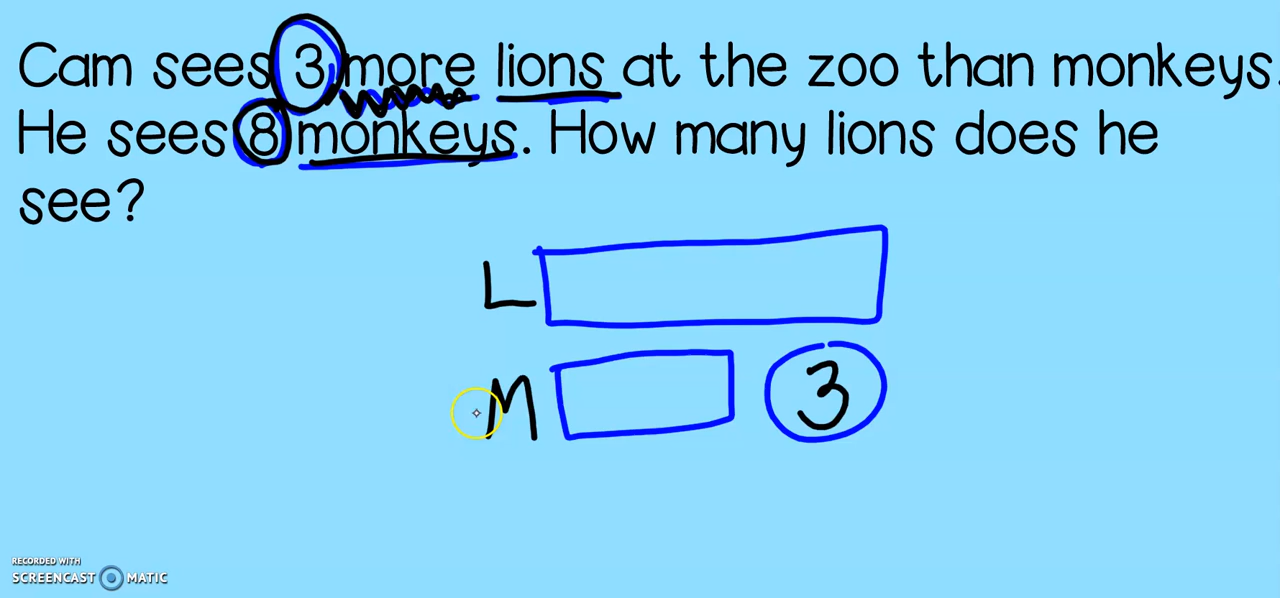 Cam sees 3 more lions at the zoo than monkeys.
He sees 8 monkeys. How many lions does he
see?
L
M 3
RECORDED WITH
SCREENCAST MATIC